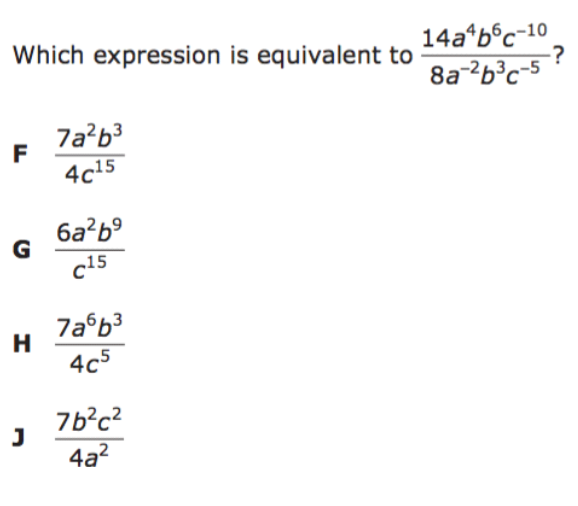 Which expression is equivalent to 14a⁴b⁶c⁻¹⁰ / 8a⁻²b³c⁻⁵ ?
F 7a²b³ / 4c¹⁵
G 6a²b⁹ / c¹⁵
H 7a⁶b³ / 4c⁵
J 7b²c² / 4a²